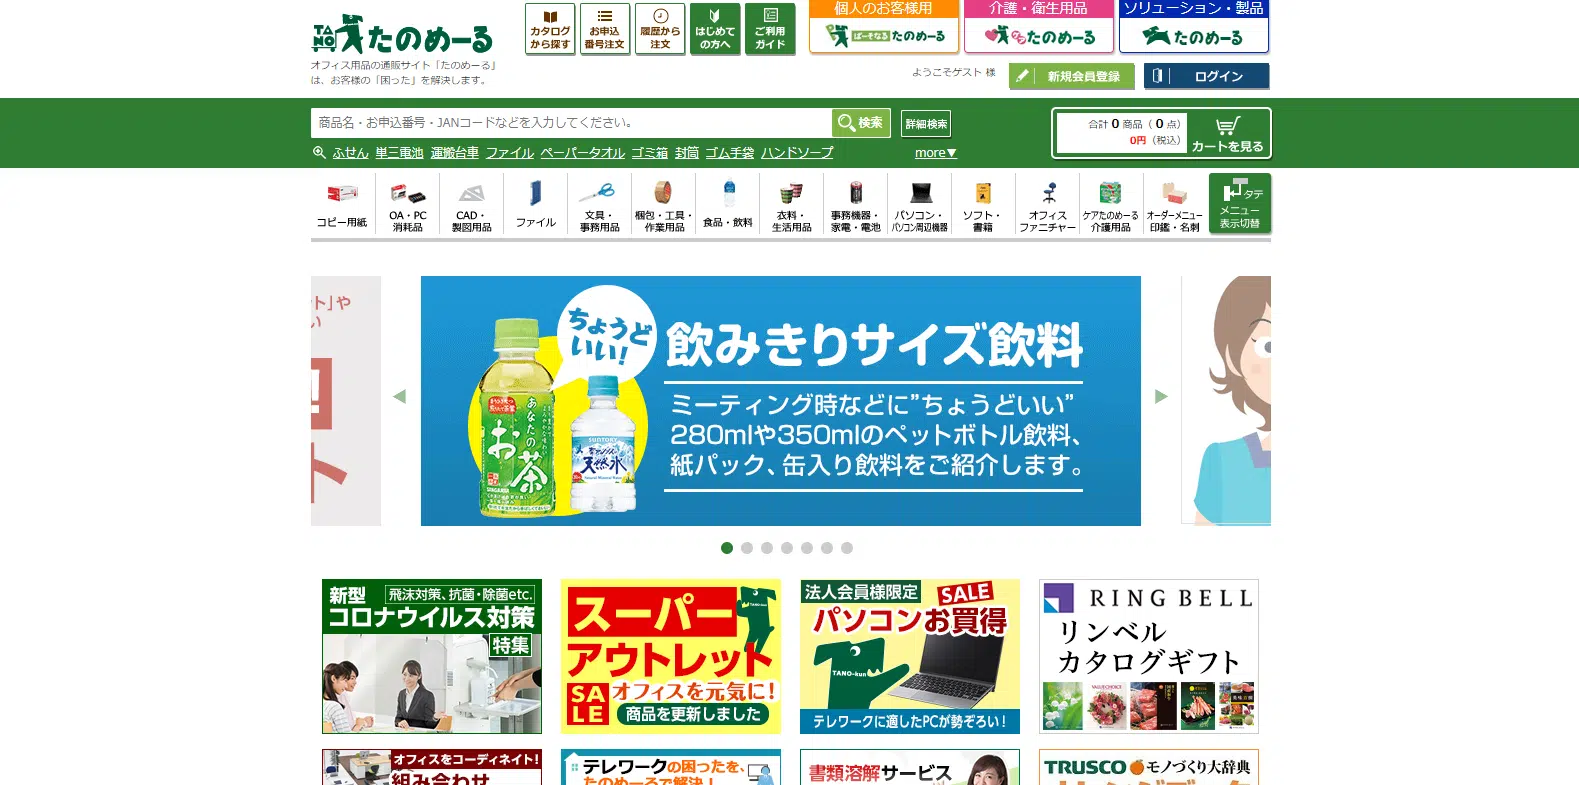 TANO たのめーる
オフィス用品の通販サイト「たのめーる」
は、お客様の「困った」を解決します。
カタログ
から探す
お申込
番号注文
履歴から
注文
はじめて
の方へ
ご利用
ガイド
個人のお客様用
ぱーそなるたのめーる
介護・衛生用品
ケアたのめーる
ソリューション・製品
たのめーる
ようこそゲスト 様
新規会員登録
ログイン
商品名・お申込番号・JANコードなどを入力してください。
検索
詳細検索
合計 0 商品（ 0 点）
0円（税込）
カートを見る
ふせん 単三電池 運搬台車 ファイル ペーパータオル ゴミ箱 封筒 ゴム手袋 ハンドソープ
more▼
コピー用紙
OA・PC
消耗品
CAD・
製図用品
ファイル
文具・
事務用品
梱包・工具・
作業用品
食品・飲料
衣料・
生活用品
事務機器・
家電・電池
パソコン・
パソコン周辺機器
ソフト・
書籍
オフィス
ファニチャー
ケアたのめーる
介護用品
オーダーメニュー
印鑑・名刺
タテ
メニュー
表示切替
ト」や
い
ちょうど
いい!
飲みきりサイズ飲料
ミーティング時などに”ちょうどいい”
280mlや350mlのペットボトル飲料、
紙パック、缶入り飲料をご紹介します。
あなたの
お茶
SANGARIA
SUNTORY
天然水
Natural Mineral Water
新型
飛沫対策、抗菌・除菌etc.
コロナウイルス対策
特集
スーパー
アウトレット
TANO-kun
SALE
オフィスを元気に!
商品を更新しました
法人会員様限定
SALE
パソコンお買得
TANO-kun
テレワークに適したPCが勢ぞろい!
RING BELL
リンベル
カタログギフト
VALUE CHOICE
オフィスをコーディネイト!
組み合わせ
テレワークの困ったを、
たのめーるで解決!
書類溶解サービス
TRUSCO モノづくり大辞典